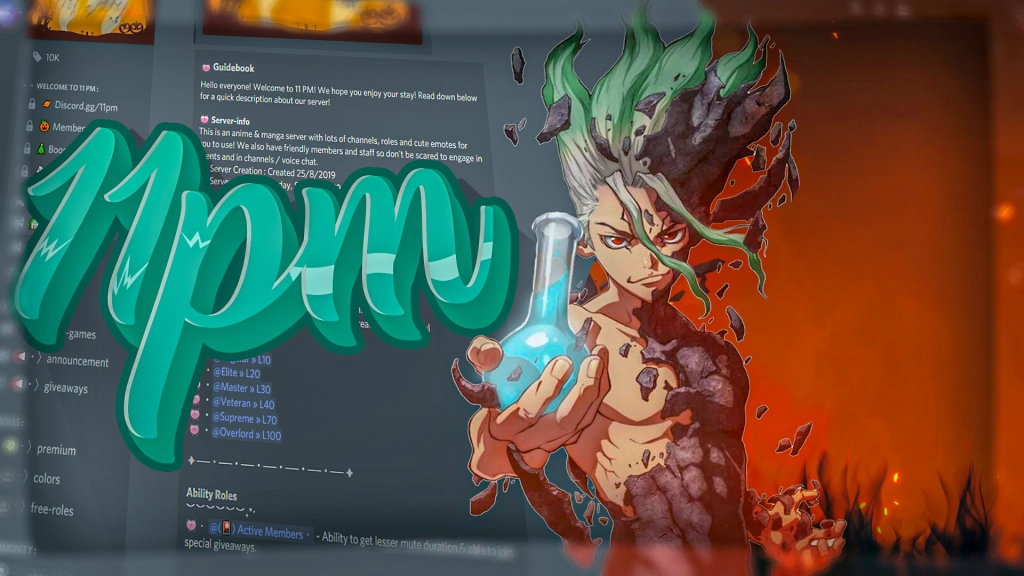 10K
WELCOME TO 11 PM :
Discord.gg/11pm
Member
Boo
-games
announcement
giveaways
premium
colors
free-roles
11pm
Guidebook
Hello everyone! Welcome to 11 PM! We hope you enjoy your stay! Read down below
for a quick description about our server!
Server-info
This is an anime & manga server with lots of channels, roles and cute emotes for
you to use! We also have friendly members and staff so don't be scared to engage in
ents and in channels / voice chat.
Server Creation : Created 25/8/2019
» L10
@Elite » L20
@Master » L30
@Veteran » L40
@Supreme » L70
@Overlord » L100
Ability Roles
@( ) Active Members - Ability to get lesser mute duration & able to join
special giveaways.